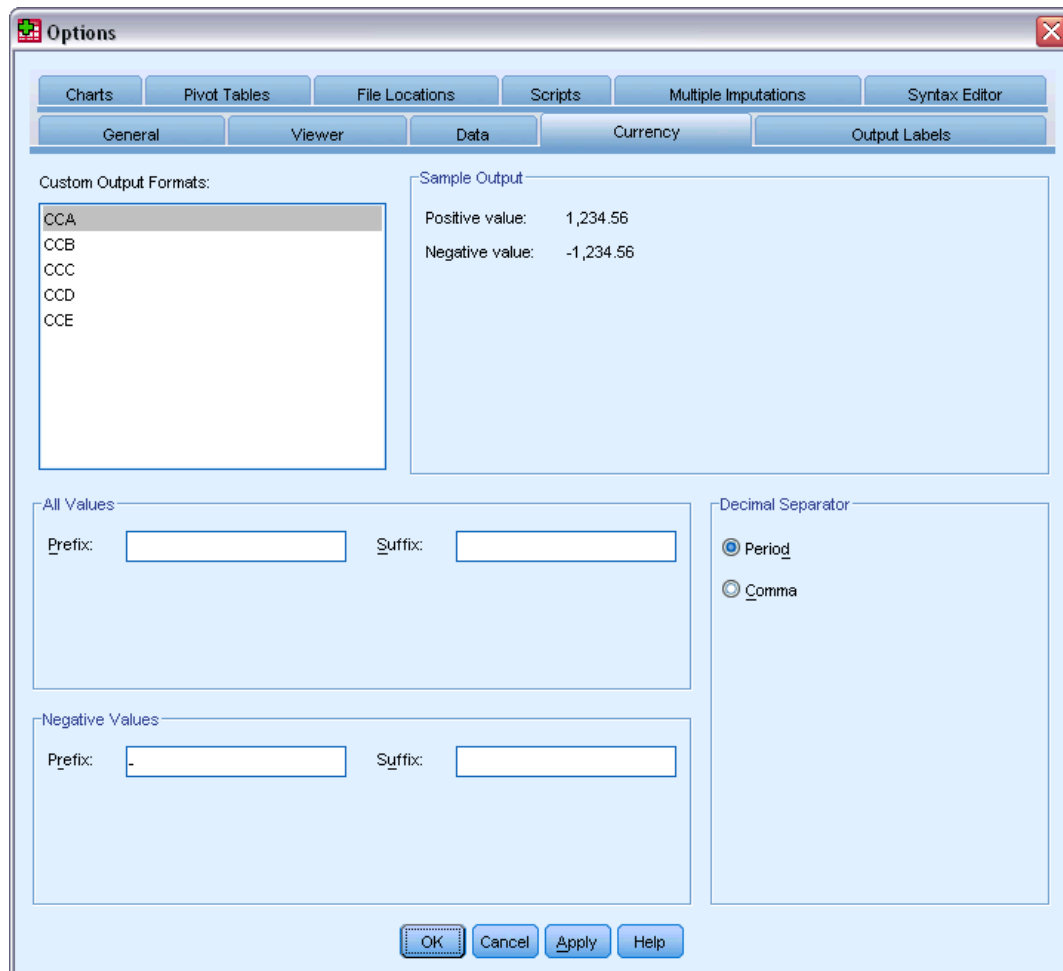 Options
Charts Pivot Tables File Locations Scripts Multiple Imputations Syntax Editor
General Viewer Data Currency Output Labels
Custom Output Formats:
CCA
CCB
CCC
CCD
CCE
Sample Output
Positive value: 1,234.56
Negative value: -1,234.56
All Values
Prefix: Suffix:
Decimal Separator
Period
Comma
Negative Values
Prefix: - Suffix:
OK Cancel Apply Help